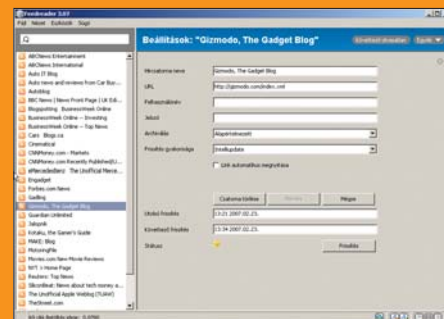 Feedreader 3.07
Fájl Nézet Eszközök Súgó
Beállítások: "Gizmodo, The Gadget Blog"
ABCNews: Entertainment
ABCNews: International
Auto IT Blog
Auto news and reviews from Car Buy...
Autoblog
BBC News | News Front Page | UK Edi...
Blogspotting BusinessWeek Online
BusinessWeek Online -- Investing
BusinessWeek Online -- Top News
Cars Blogs.ca
Cinematical
CNNMoney.com - Markets
CNNMoney.com Recently Published/U...
eMercedesBenz The Unofficial Merce...
Engadget
Forbes.com: News
Gadling
Gizmodo, The Gadget Blog
Guardian Unlimited
Jalopnik
Kotaku, the Gamer's Guide
MAKE: Blog
MotoringFile
Movies.com New Movie Reviews
NYT > Home Page
Reuters: Top News
SiliconBeat: News about tech money a...
The Unofficial Apple Weblog (TUAW)
TheStreet.com
Hírcsatorna neve
Gizmodo, The Gadget Blog
URL
http://gizmodo.com/index.xml
Felhasználónév
Jelszó
Archiválás
Alapértelmezett
Frissítés gyakorisága
Intellupdate
Link automatikus megnyitása
Csatorna törlése
Mégse
Utolsó frissítés
13:21 2007.02.23.
Következő frissítés
13:34 2007.02.23.
Státusz
Frissítés